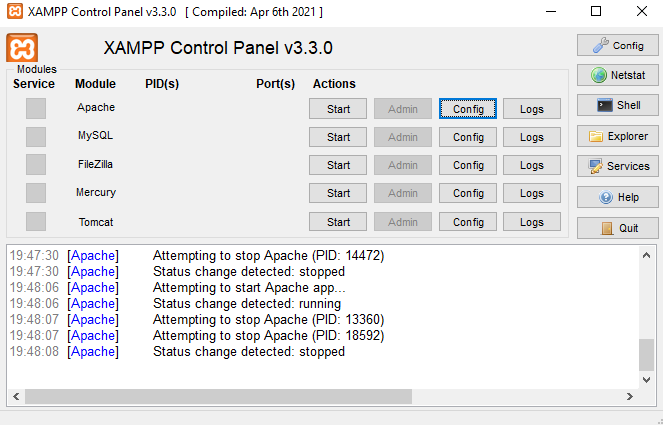 XAMPP Control Panel v3.3.0 [ Compiled: Apr 6th 2021 ]
XAMPP Control Panel v3.3.0
Config
Modules
Service Module PID(s) Port(s) Actions
Netstat
Apache Start Admin Config Logs
Shell
MySQL Start Admin Config Logs
Explorer
FileZilla Start Admin Config Logs
Services
Mercury Start Admin Config Logs
Help
Tomcat Start Admin Config Logs
Quit
19:47:30 [Apache] Attempting to stop Apache (PID: 14472)
19:47:30 [Apache] Status change detected: stopped
19:48:06 [Apache] Attempting to start Apache app...
19:48:06 [Apache] Status change detected: running
19:48:07 [Apache] Attempting to stop Apache (PID: 13360)
19:48:07 [Apache] Attempting to stop Apache (PID: 18592)
19:48:08 [Apache] Status change detected: stopped